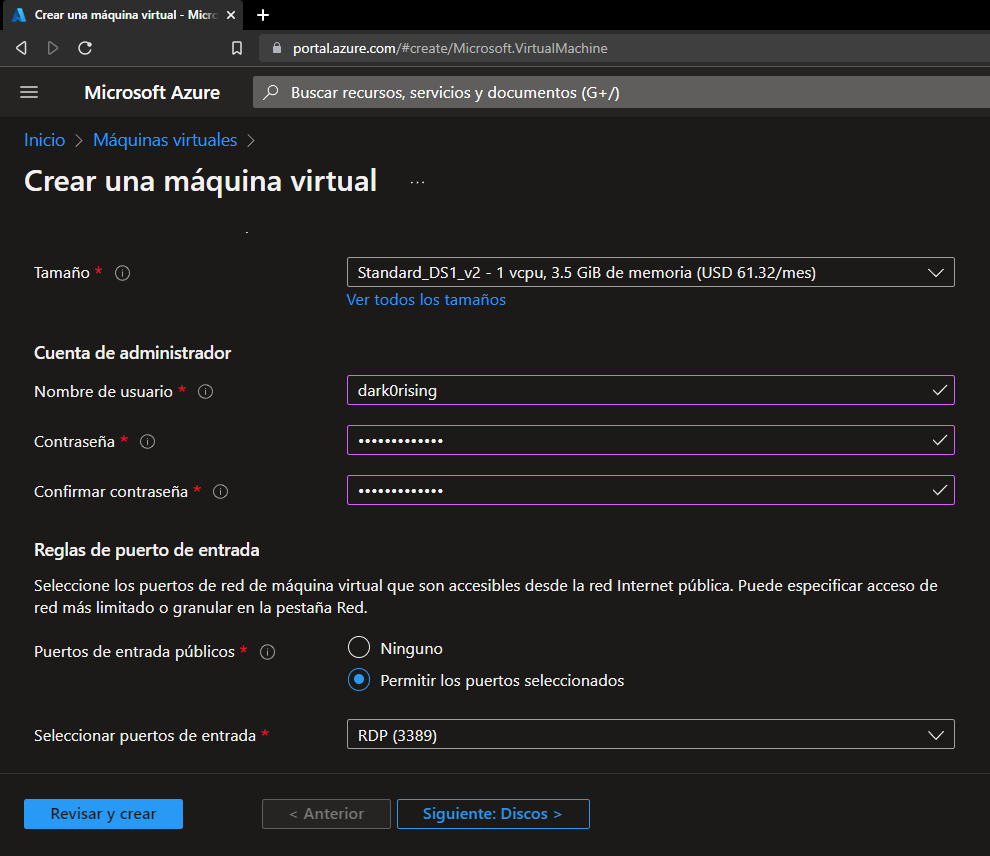 Crear una máquina virtual - Micro
portal.azure.com/#create/Microsoft.VirtualMachine
Microsoft Azure
Buscar recursos, servicios y documentos (G+/)
Inicio > Máquinas virtuales >
Crear una máquina virtual ...
Tamaño *
Standard_DS1_v2 - 1 vcpu, 3.5 GiB de memoria (USD 61.32/mes)
Ver todos los tamaños
Cuenta de administrador
Nombre de usuario *
dark0rising
Contraseña *
•••••••••••••
Confirmar contraseña *
•••••••••••••
Reglas de puerto de entrada
Seleccione los puertos de red de máquina virtual que son accesibles desde la red Internet pública. Puede especificar acceso de
red más limitado o granular en la pestaña Red.
Puertos de entrada públicos *
Ninguno
Permitir los puertos seleccionados
Seleccionar puertos de entrada *
RDP (3389)
Revisar y crear
< Anterior
Siguiente: Discos >